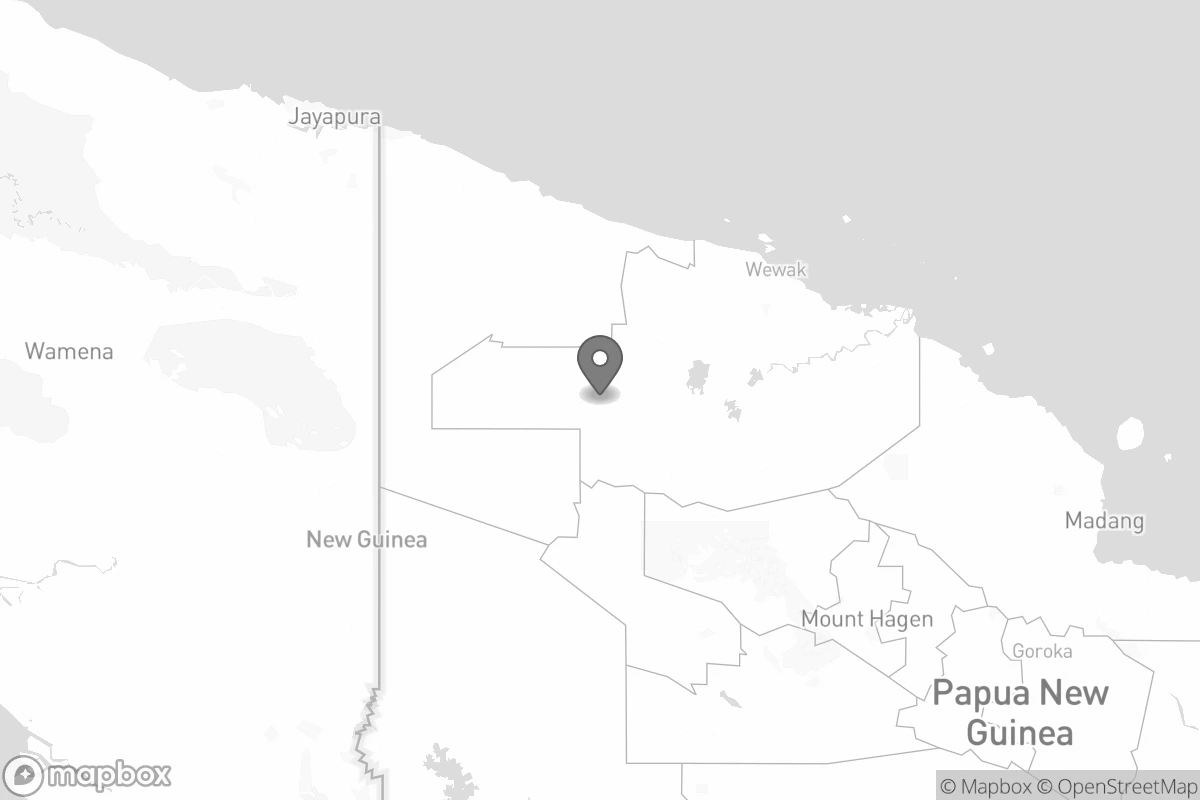 Jayapura
Wewak
Wamena
Madang
New Guinea
Mount Hagen
Goroka
Papua New
Guinea
mapbox
© Mapbox © OpenStreetMap